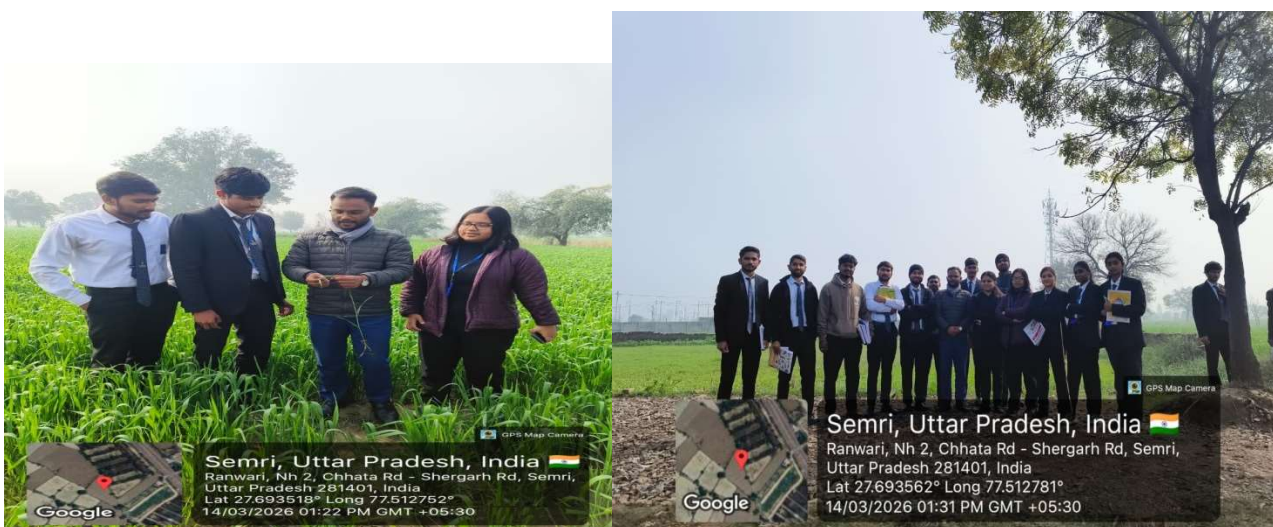 GPS Map Camera
Semri, Uttar Pradesh, India
Ranwari, Nh 2, Chhata Rd - Shergarh Rd, Semri,
Uttar Pradesh 281401, India
Lat 27.693518° Long 77.512752°
14/03/2026 01:22 PM GMT +05:30
Google
GPS Map Camera
Semri, Uttar Pradesh, India
Ranwari, Nh 2, Chhata Rd - Shergarh Rd, Semri,
Uttar Pradesh 281401, India
Lat 27.693562° Long 77.512781°
14/03/2026 01:31 PM GMT +05:30
Google